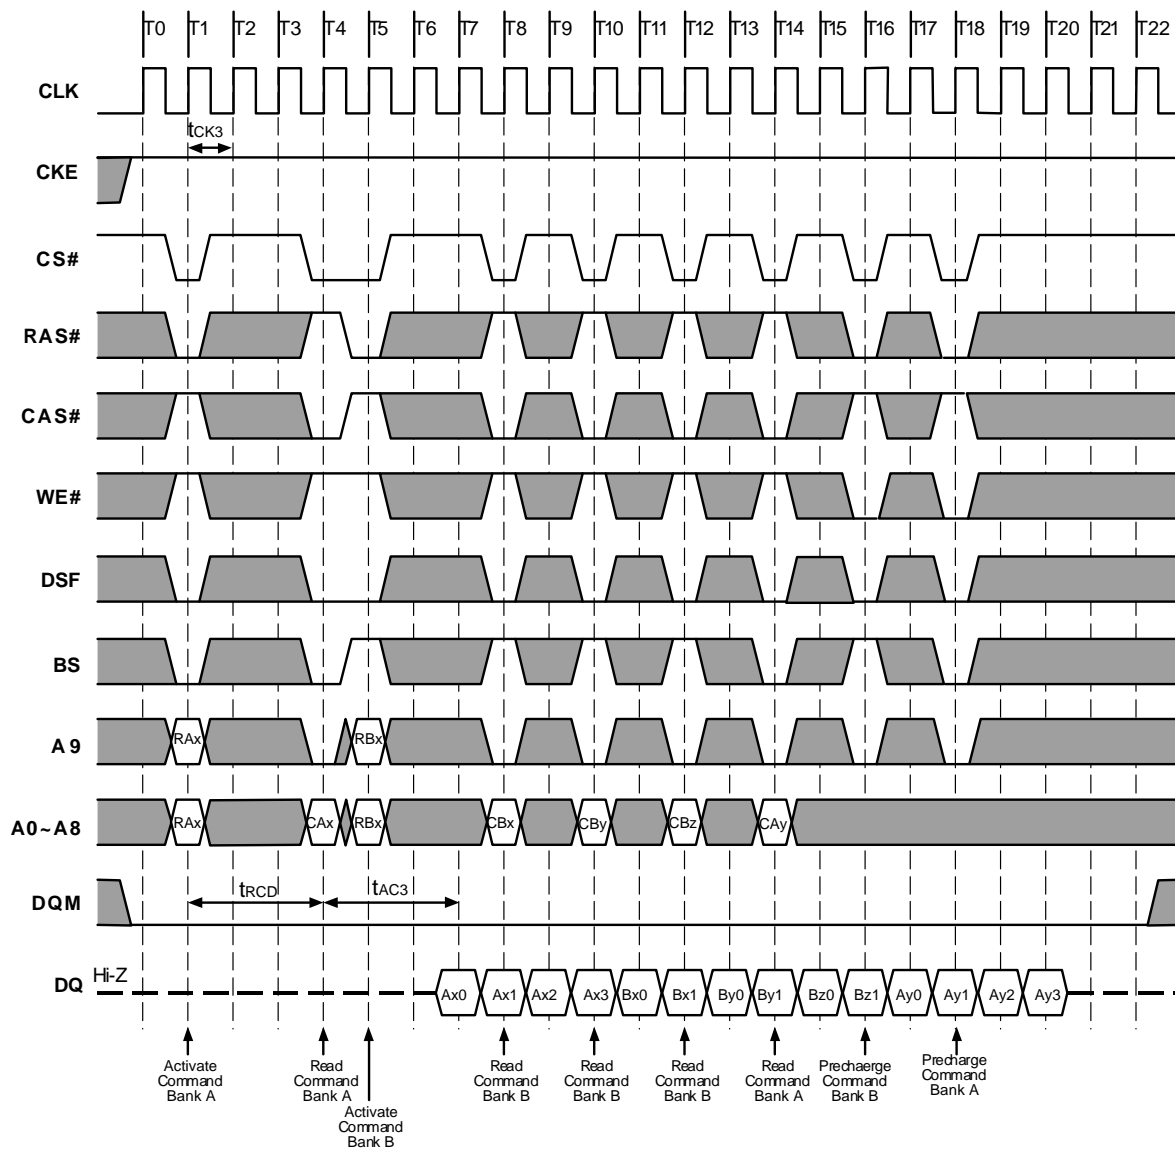 T0 T1 T2 T3 T4 T5 T6 T7 T8 T9 T10 T11 T12 T13 T14 T15 T16 T17 T18 T19 T20 T21 T22
CLK
tCK3
CKE
CS#
RAS#
CAS#
WE#
DSF
BS
A9 RAx RBx
A0~A8 RAx CAx RBx CBx CBy CBz CAy
tRCD tAC3
DQM
DQ Hi-Z Ax0 Ax1 Ax2 Ax3 Bx0 Bx1 By0 By1 Bz0 Bz1 Ay0 Ay1 Ay2 Ay3
Activate
Command
Bank A
Read
Command
Bank A
Activate
Command
Bank B
Read
Command
Bank B
Read
Command
Bank B
Read
Command
Bank B
Read
Command
Bank A
Prechaerge
Command
Bank B
Precharge
Command
Bank A